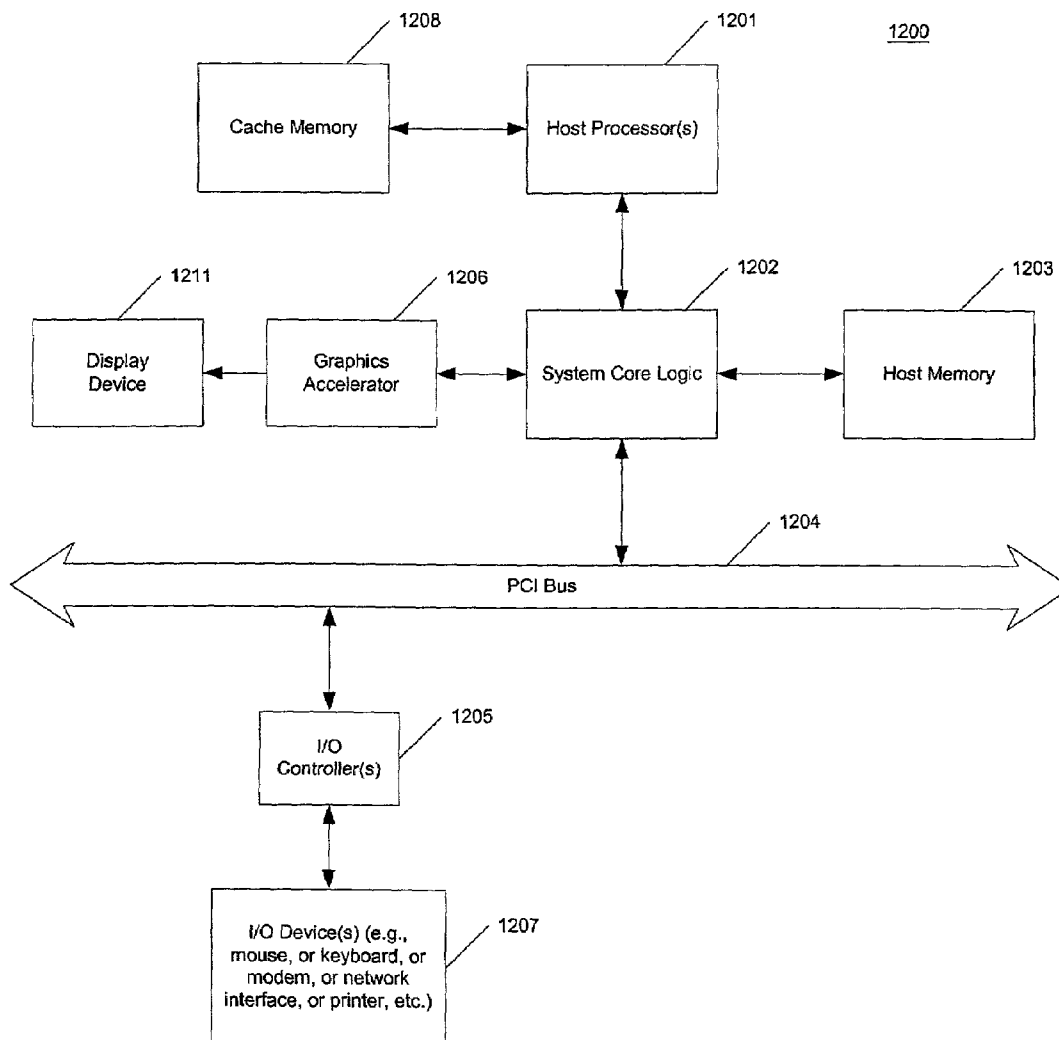 1208
1201
1200
Cache Memory
Host Processor(s)
1211
1206
1202
1203
Display
Device
Graphics
Accelerator
System Core Logic
Host Memory
1204
PCI Bus
1205
I/O
Controller(s)
1207
I/O Device(s) (e.g.,
mouse, or keyboard, or
modem, or network
interface, or printer, etc.)